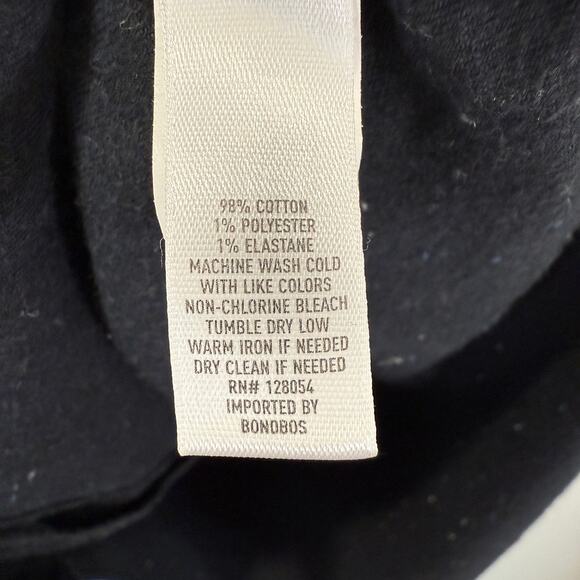 98% COTTON
1% POLYESTER
1% ELASTANE
MACHINE WASH COLD
WITH LIKE COLORS
NON-CHLORINE BLEACH
TUMBLE DRY LOW
WARM IRON IF NEEDED
DRY CLEAN IF NEEDED
RN# 128054
IMPORTED BY
BONOBOS